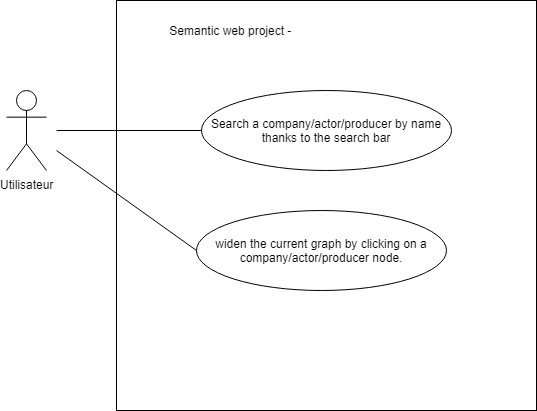 Semantic web project -
Search a company/actor/producer by name
thanks to the search bar
Utilisateur
widen the current graph by clicking on a
company/actor/producer node.